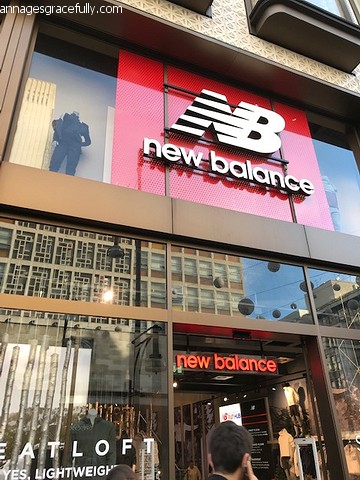 annagesgracefully.com
NB
new balance
new balance
EATLOFT
YES, LIGHTWEIGH